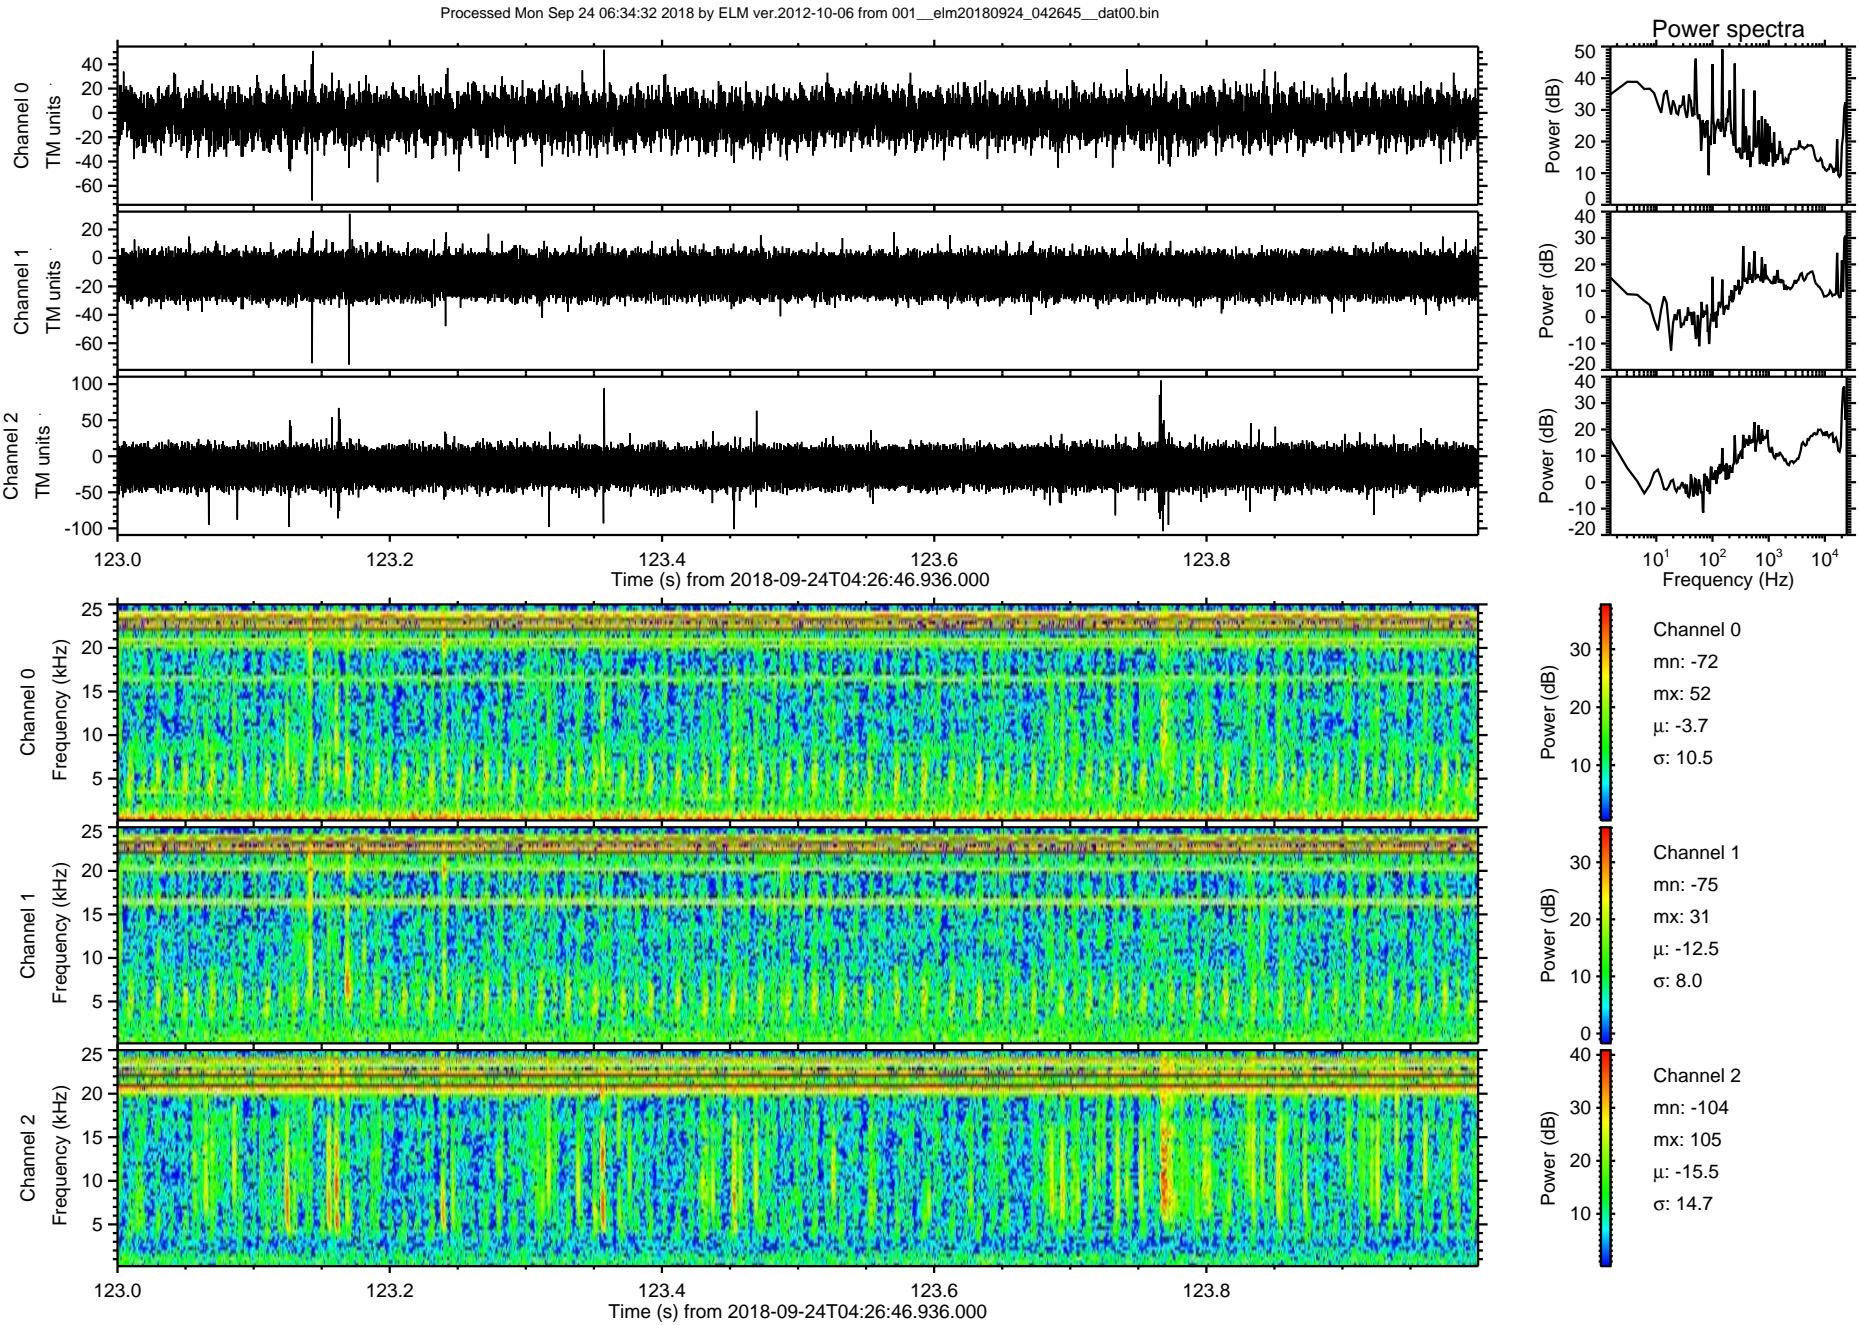 Processed Mon Sep 24 06:34:32 2018 by ELM ver.2012-10-06 from 001__elm20180924_042645__dat00.bin
Power spectra
Channel 0
TM units
40
20
0
-20
-40
-60
Power (dB)
50
40
30
20
10
0
Channel 1
TM units
20
0
-20
-40
-60
Power (dB)
40
30
20
10
0
-10
-20
Channel 2
TM units
100
50
0
-50
-100
Power (dB)
40
30
20
10
0
-10
-20
123.0 123.2 123.4 123.6 123.8
Time (s) from 2018-09-24T04:26:46.936.000
10^1 10^2 10^3 10^4
Frequency (Hz)
Channel 0
Frequency (kHz)
25
20
15
10
5
Power (dB)
30
20
10
Channel 0
mn: -72
mx: 52
μ: -3.7
σ: 10.5
Channel 1
Frequency (kHz)
25
20
15
10
5
Power (dB)
30
20
10
0
Channel 1
mn: -75
mx: 31
μ: -12.5
σ: 8.0
Channel 2
Frequency (kHz)
25
20
15
10
5
Power (dB)
40
30
20
10
Channel 2
mn: -104
mx: 105
μ: -15.5
σ: 14.7
123.0 123.2 123.4 123.6 123.8
Time (s) from 2018-09-24T04:26:46.936.000